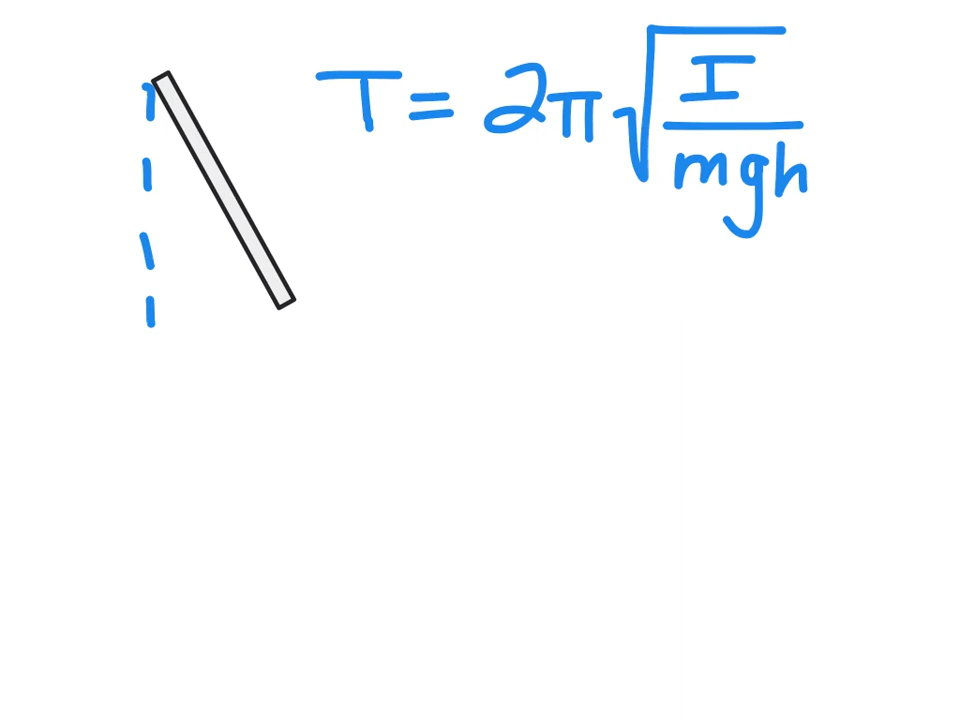 T = 2π√(I/mgh)